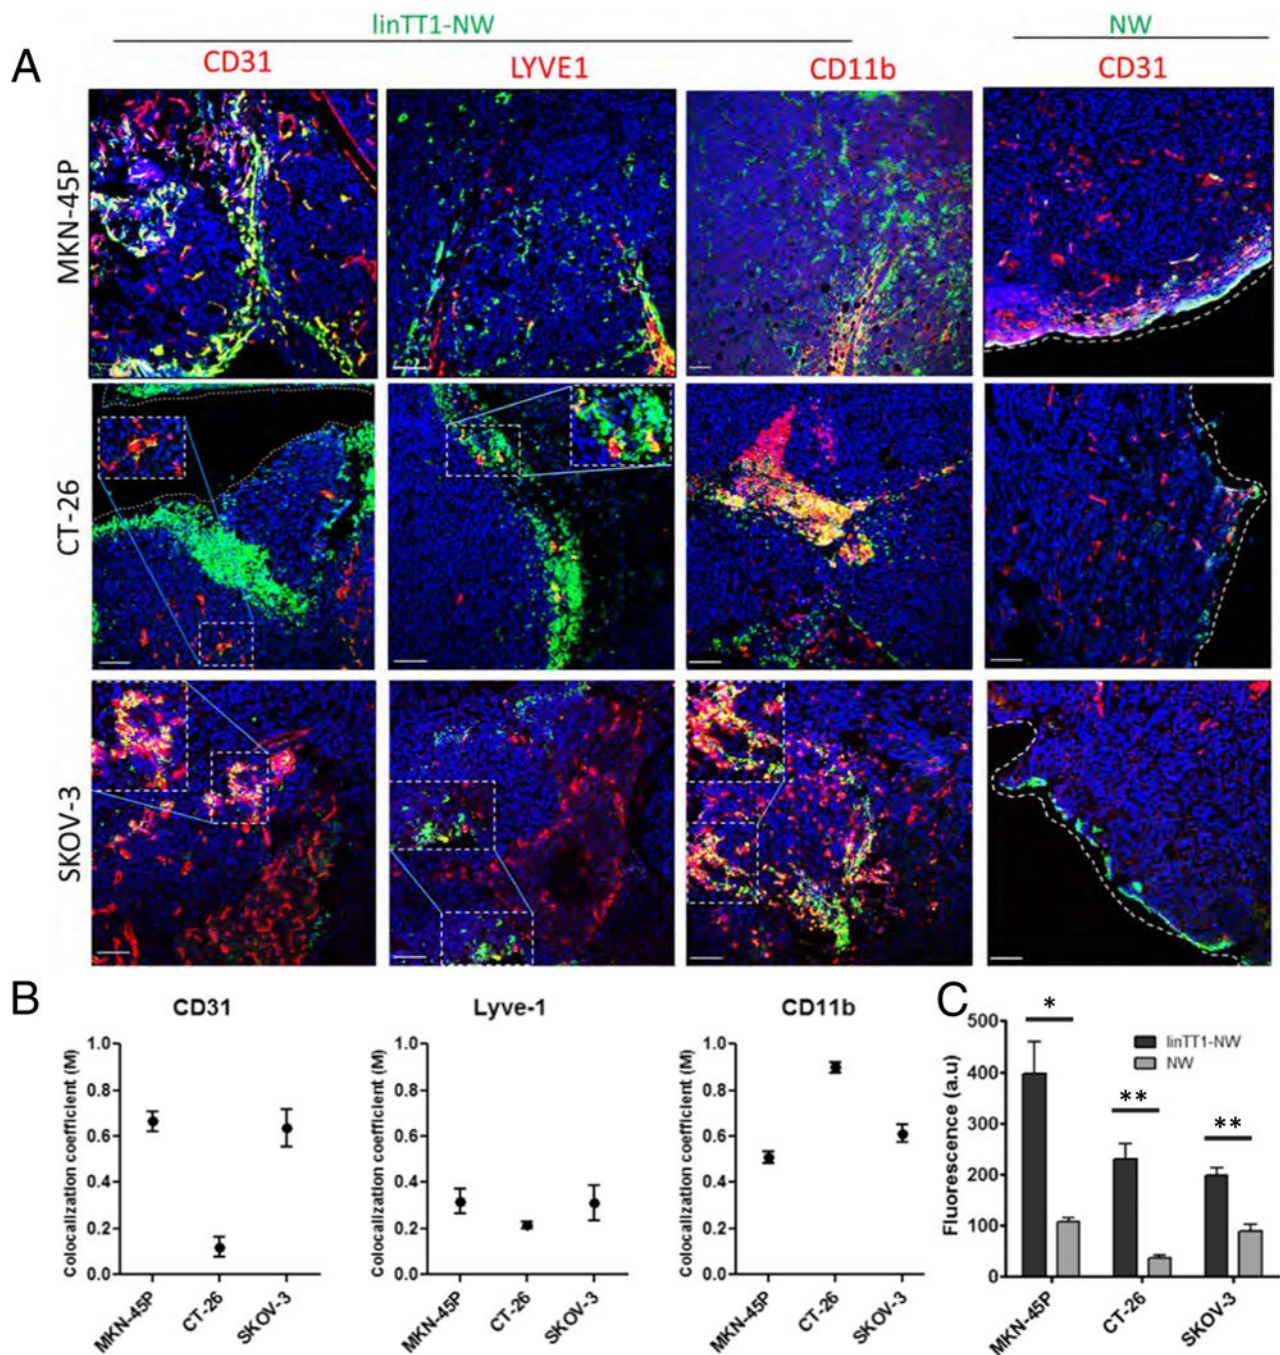 linTT1-NW NW
A CD31 LYVE1 CD11b CD31
MKN-45P
CT-26
SKOV-3
B CD31 Lyve-1 CD11b C
Colocalization coefficient (M)
1.0
0.8
0.6
0.4
0.2
0.0
MKN-45P CT-26 SKOV-3
Colocalization coefficient (M)
1.0
0.8
0.6
0.4
0.2
0.0
MKN-45P CT-26 SKOV-3
Colocalization coefficient (M)
1.0
0.8
0.6
0.4
0.2
0.0
MKN-45P CT-26 SKOV-3
Fluorescence (a.u)
500
400
300
200
100
0
* ** **
linTT1-NW
NW
MKN-45P CT-26 SKOV-3